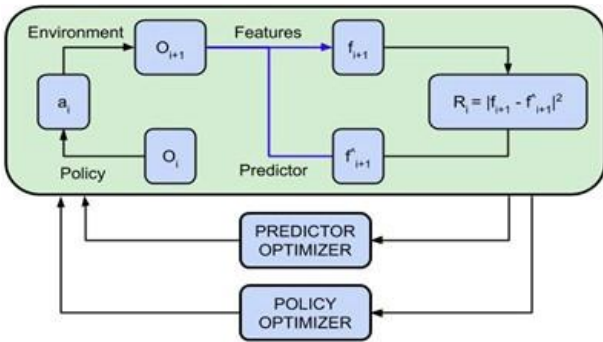 Environment
Features
O_{i+1}
f_{i+1}
a_i
R_i = |f_{i+1} - f^_{i+1}|²
O_i
f^_{i+1}
Policy
Predictor
PREDICTOR
OPTIMIZER
POLICY
OPTIMIZER